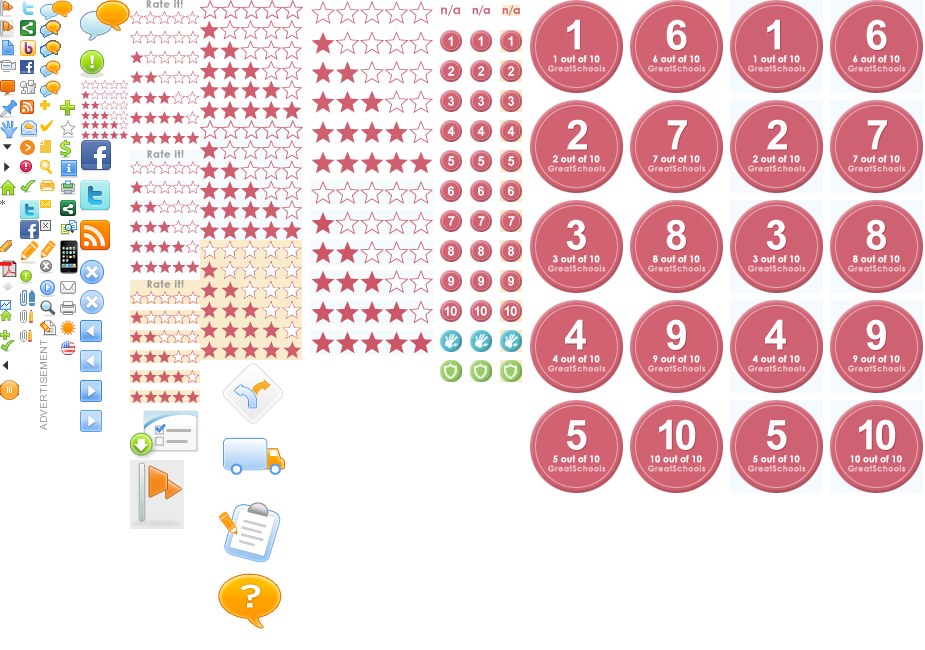 Rate it!
Rate it!
Rate it!
ADVERTISEMENT
n/a n/a n/a
1 1 1
2 2 2
3 3 3
4 4 4
5 5 5
6 6 6
7 7 7
8 8 8
9 9 9
10 10 10
1 6 1 6
1 out of 10 6 out of 10 1 out of 10 6 out of 10
GreatSchools GreatSchools GreatSchools GreatSchools
2 7 2 7
2 out of 10 7 out of 10 2 out of 10 7 out of 10
GreatSchools GreatSchools GreatSchools GreatSchools
3 8 3 8
3 out of 10 8 out of 10 3 out of 10 8 out of 10
GreatSchools GreatSchools GreatSchools GreatSchools
4 9 4 9
4 out of 10 9 out of 10 4 out of 10 9 out of 10
GreatSchools GreatSchools GreatSchools GreatSchools
5 10 5 10
5 out of 10 10 out of 10 5 out of 10 10 out of 10
GreatSchools GreatSchools GreatSchools GreatSchools